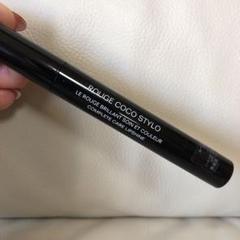 ROUGE COCO STYLO
LE ROUGE BRILLANT SOIN ET COULEUR
COMPLETE CARE LIPSHINE